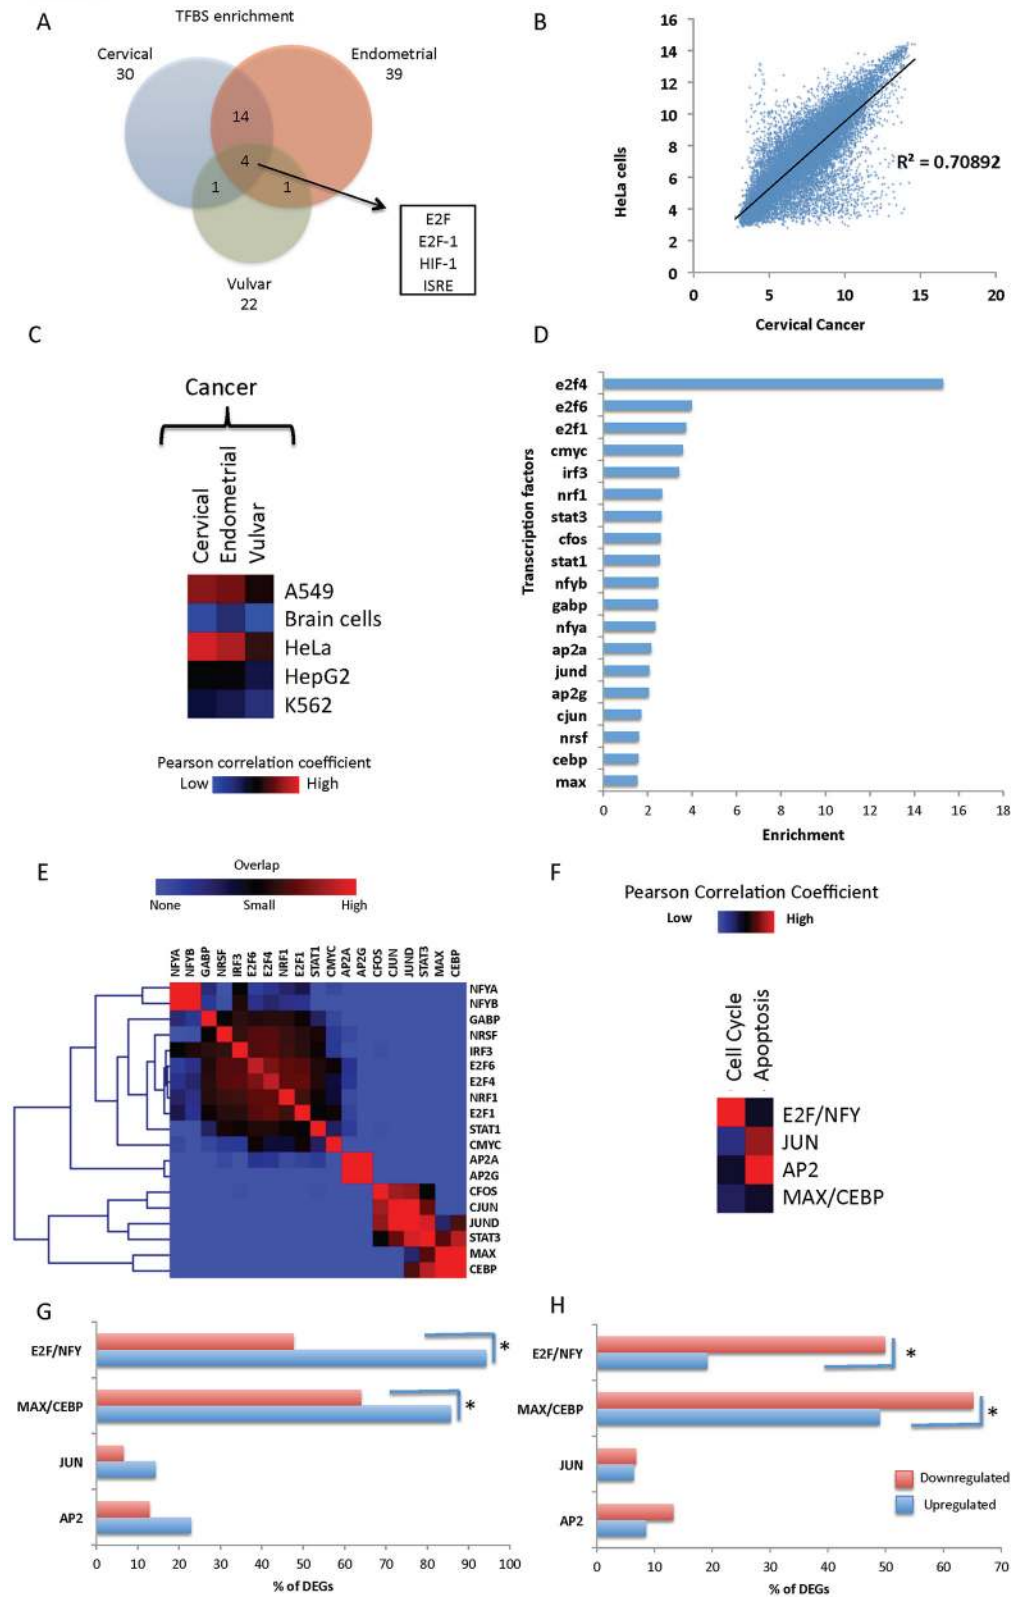 A
TFBS enrichment
Cervical
30
Endometrial
39
14
4
1
1
Vulvar
22
E2F
E2F-1
HIF-1
ISRE
B
HeLa cells
16
14
12
10
8
6
4
2
0
R² = 0.70892
0 5 10 15 20
Cervical Cancer
C
Cancer
Cervical
Endometrial
Vulvar
A549
Brain cells
HeLa
HepG2
K562
Pearson correlation coefficient
Low High
D
Transcription factors
e2f4
e2f6
e2f1
cmyc
irf3
nrf1
stat3
cfos
stat1
nfyb
gabp
nfya
ap2a
jund
ap2g
cjun
nrsf
cebp
max
0 2 4 6 8 10 12 14 16 18
Enrichment
E
Overlap
None Small High
NFYA NFYB GABP NRSF IRF3 E2F6 E2F4 NRF1 E2F1 STAT1 CMYC AP2A AP2G CFOS CJUN JUND STAT3 MAX CEBP
NFYA
NFYB
GABP
NRSF
IRF3
E2F6
E2F4
NRF1
E2F1
STAT1
CMYC
AP2A
AP2G
CFOS
CJUN
JUND
STAT3
MAX
CEBP
F
Pearson Correlation Coefficient
Low High
Cell Cycle
Apoptosis
E2F/NFY
JUN
AP2
MAX/CEBP
G
E2F/NFY
*
MAX/CEBP
*
JUN
AP2
0 10 20 30 40 50 60 70 80 90 100
% of DEGs
H
E2F/NFY
*
MAX/CEBP
*
JUN
AP2
Downregulated
Upregulated
0 10 20 30 40 50 60 70
% of DEGs